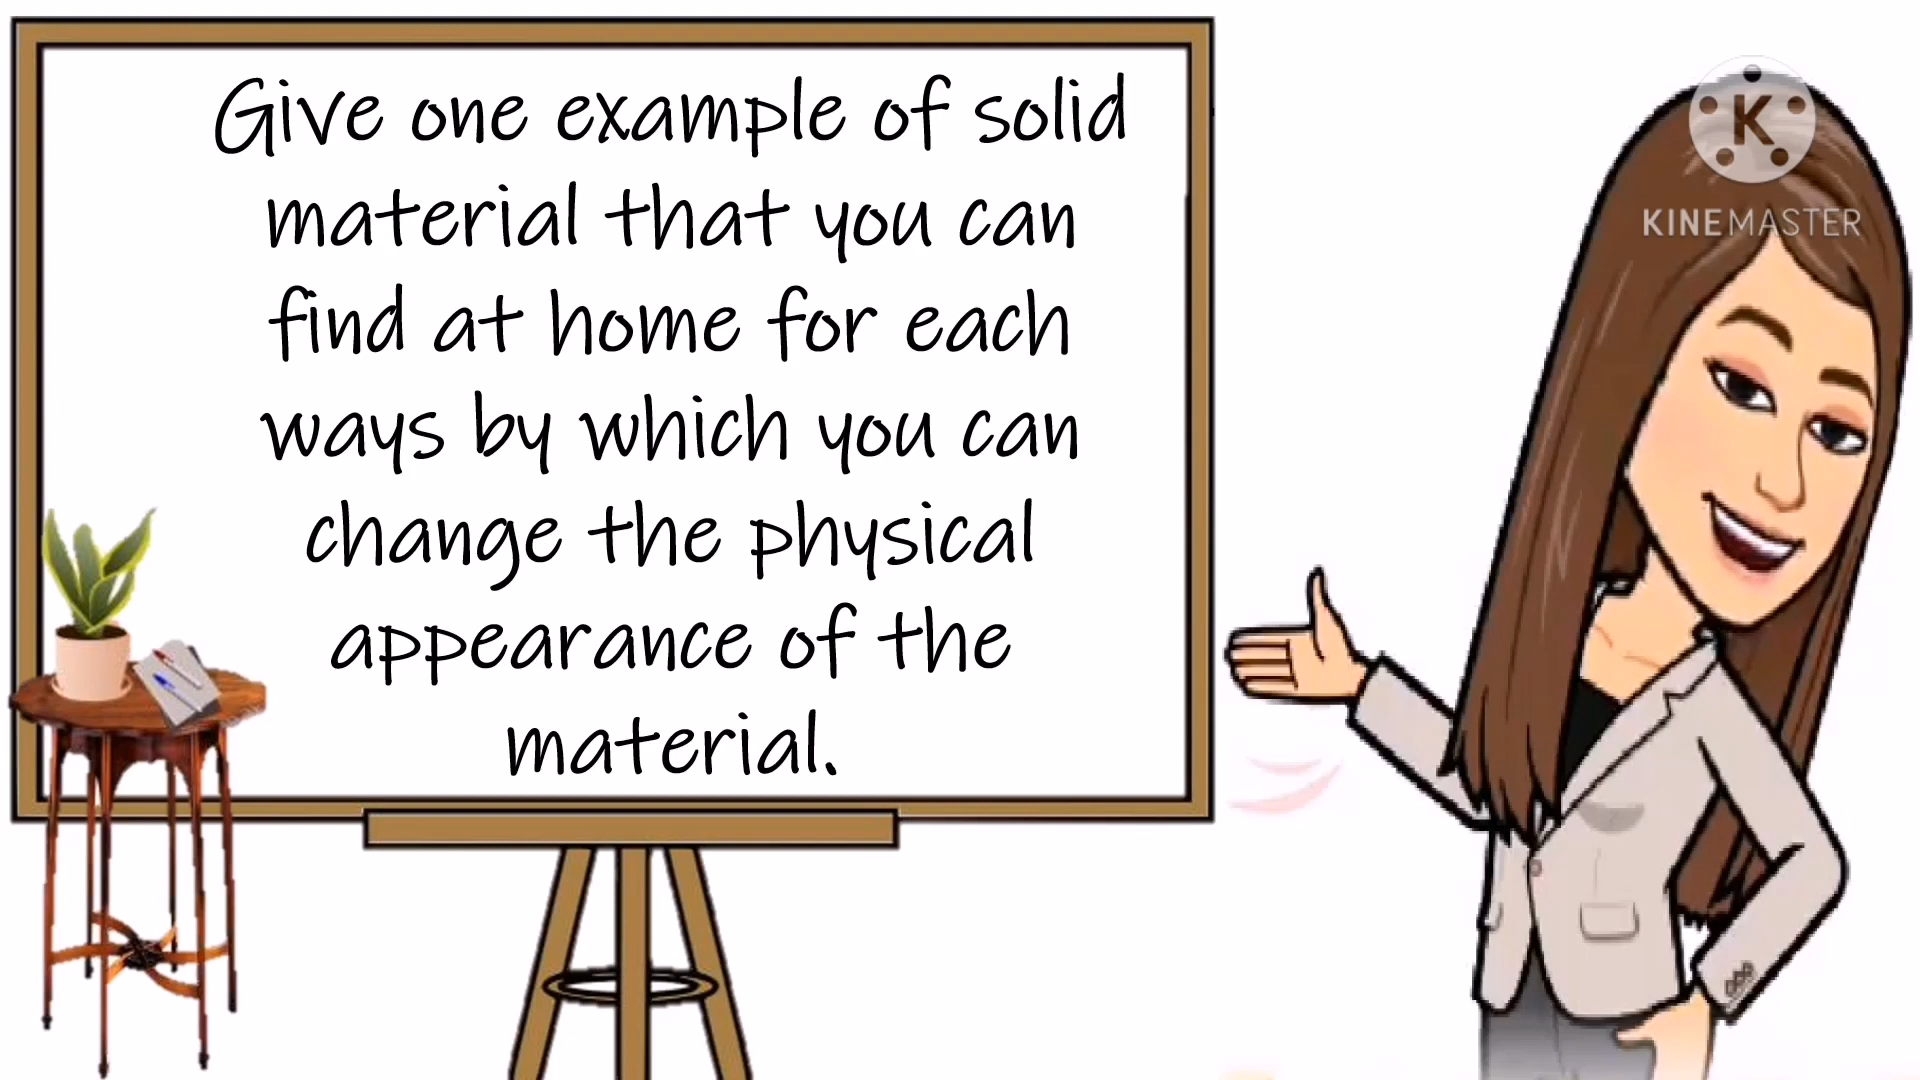 Give one example of solid
material that you can
find at home for each
ways by which you can
change the physical
appearance of the
material.
K
KINEMASTER